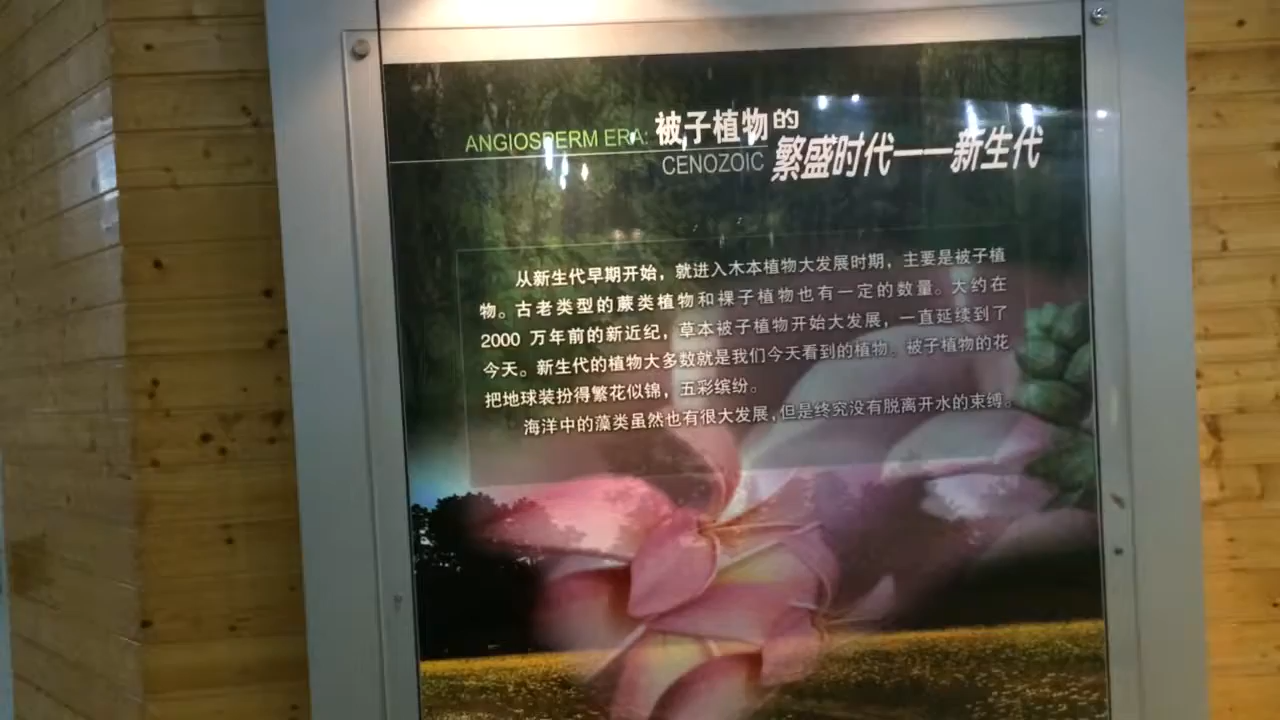 ANGIOSPERM ERA: 被子植物的
CENOZOIC 繁盛时代——新生代
从新生代早期开始，就进入木本植物大发展时期，主要是被子植
物。古老类型的蕨类植物和裸子植物也有一定的数量。大约在
2000 万年前的新近纪，草本被子植物开始大发展，一直延续到了
今天。新生代的植物大多数就是我们今天看到的植物。被子植物的花
把地球装扮得繁花似锦，五彩缤纷。
海洋中的藻类虽然也有很大发展，但是终究没有脱离开水的束缚。